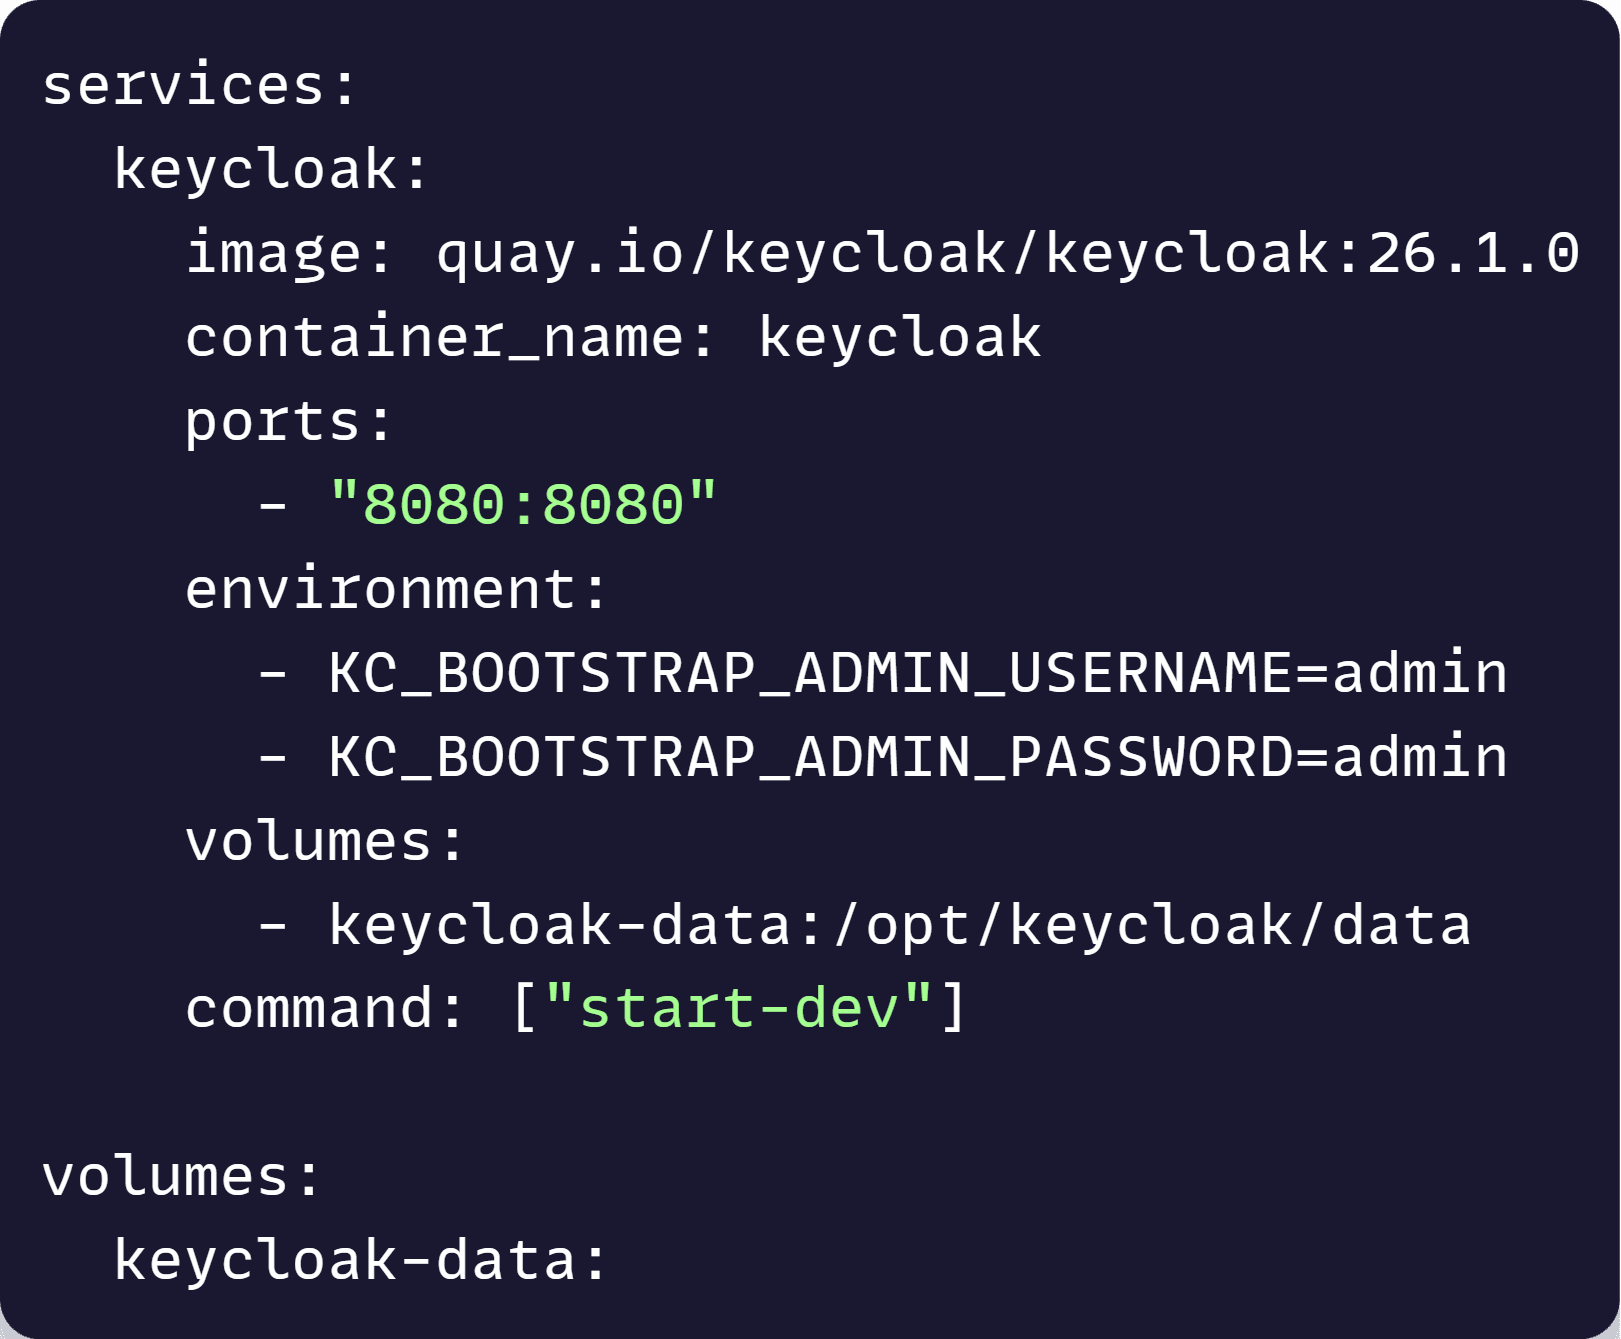 services:
  keycloak:
    image: quay.io/keycloak/keycloak:26.1.0
    container_name: keycloak
    ports:
      - "8080:8080"
    environment:
      - KC_BOOTSTRAP_ADMIN_USERNAME=admin
      - KC_BOOTSTRAP_ADMIN_PASSWORD=admin
    volumes:
      - keycloak-data:/opt/keycloak/data
    command: ["start-dev"]

volumes:
  keycloak-data: